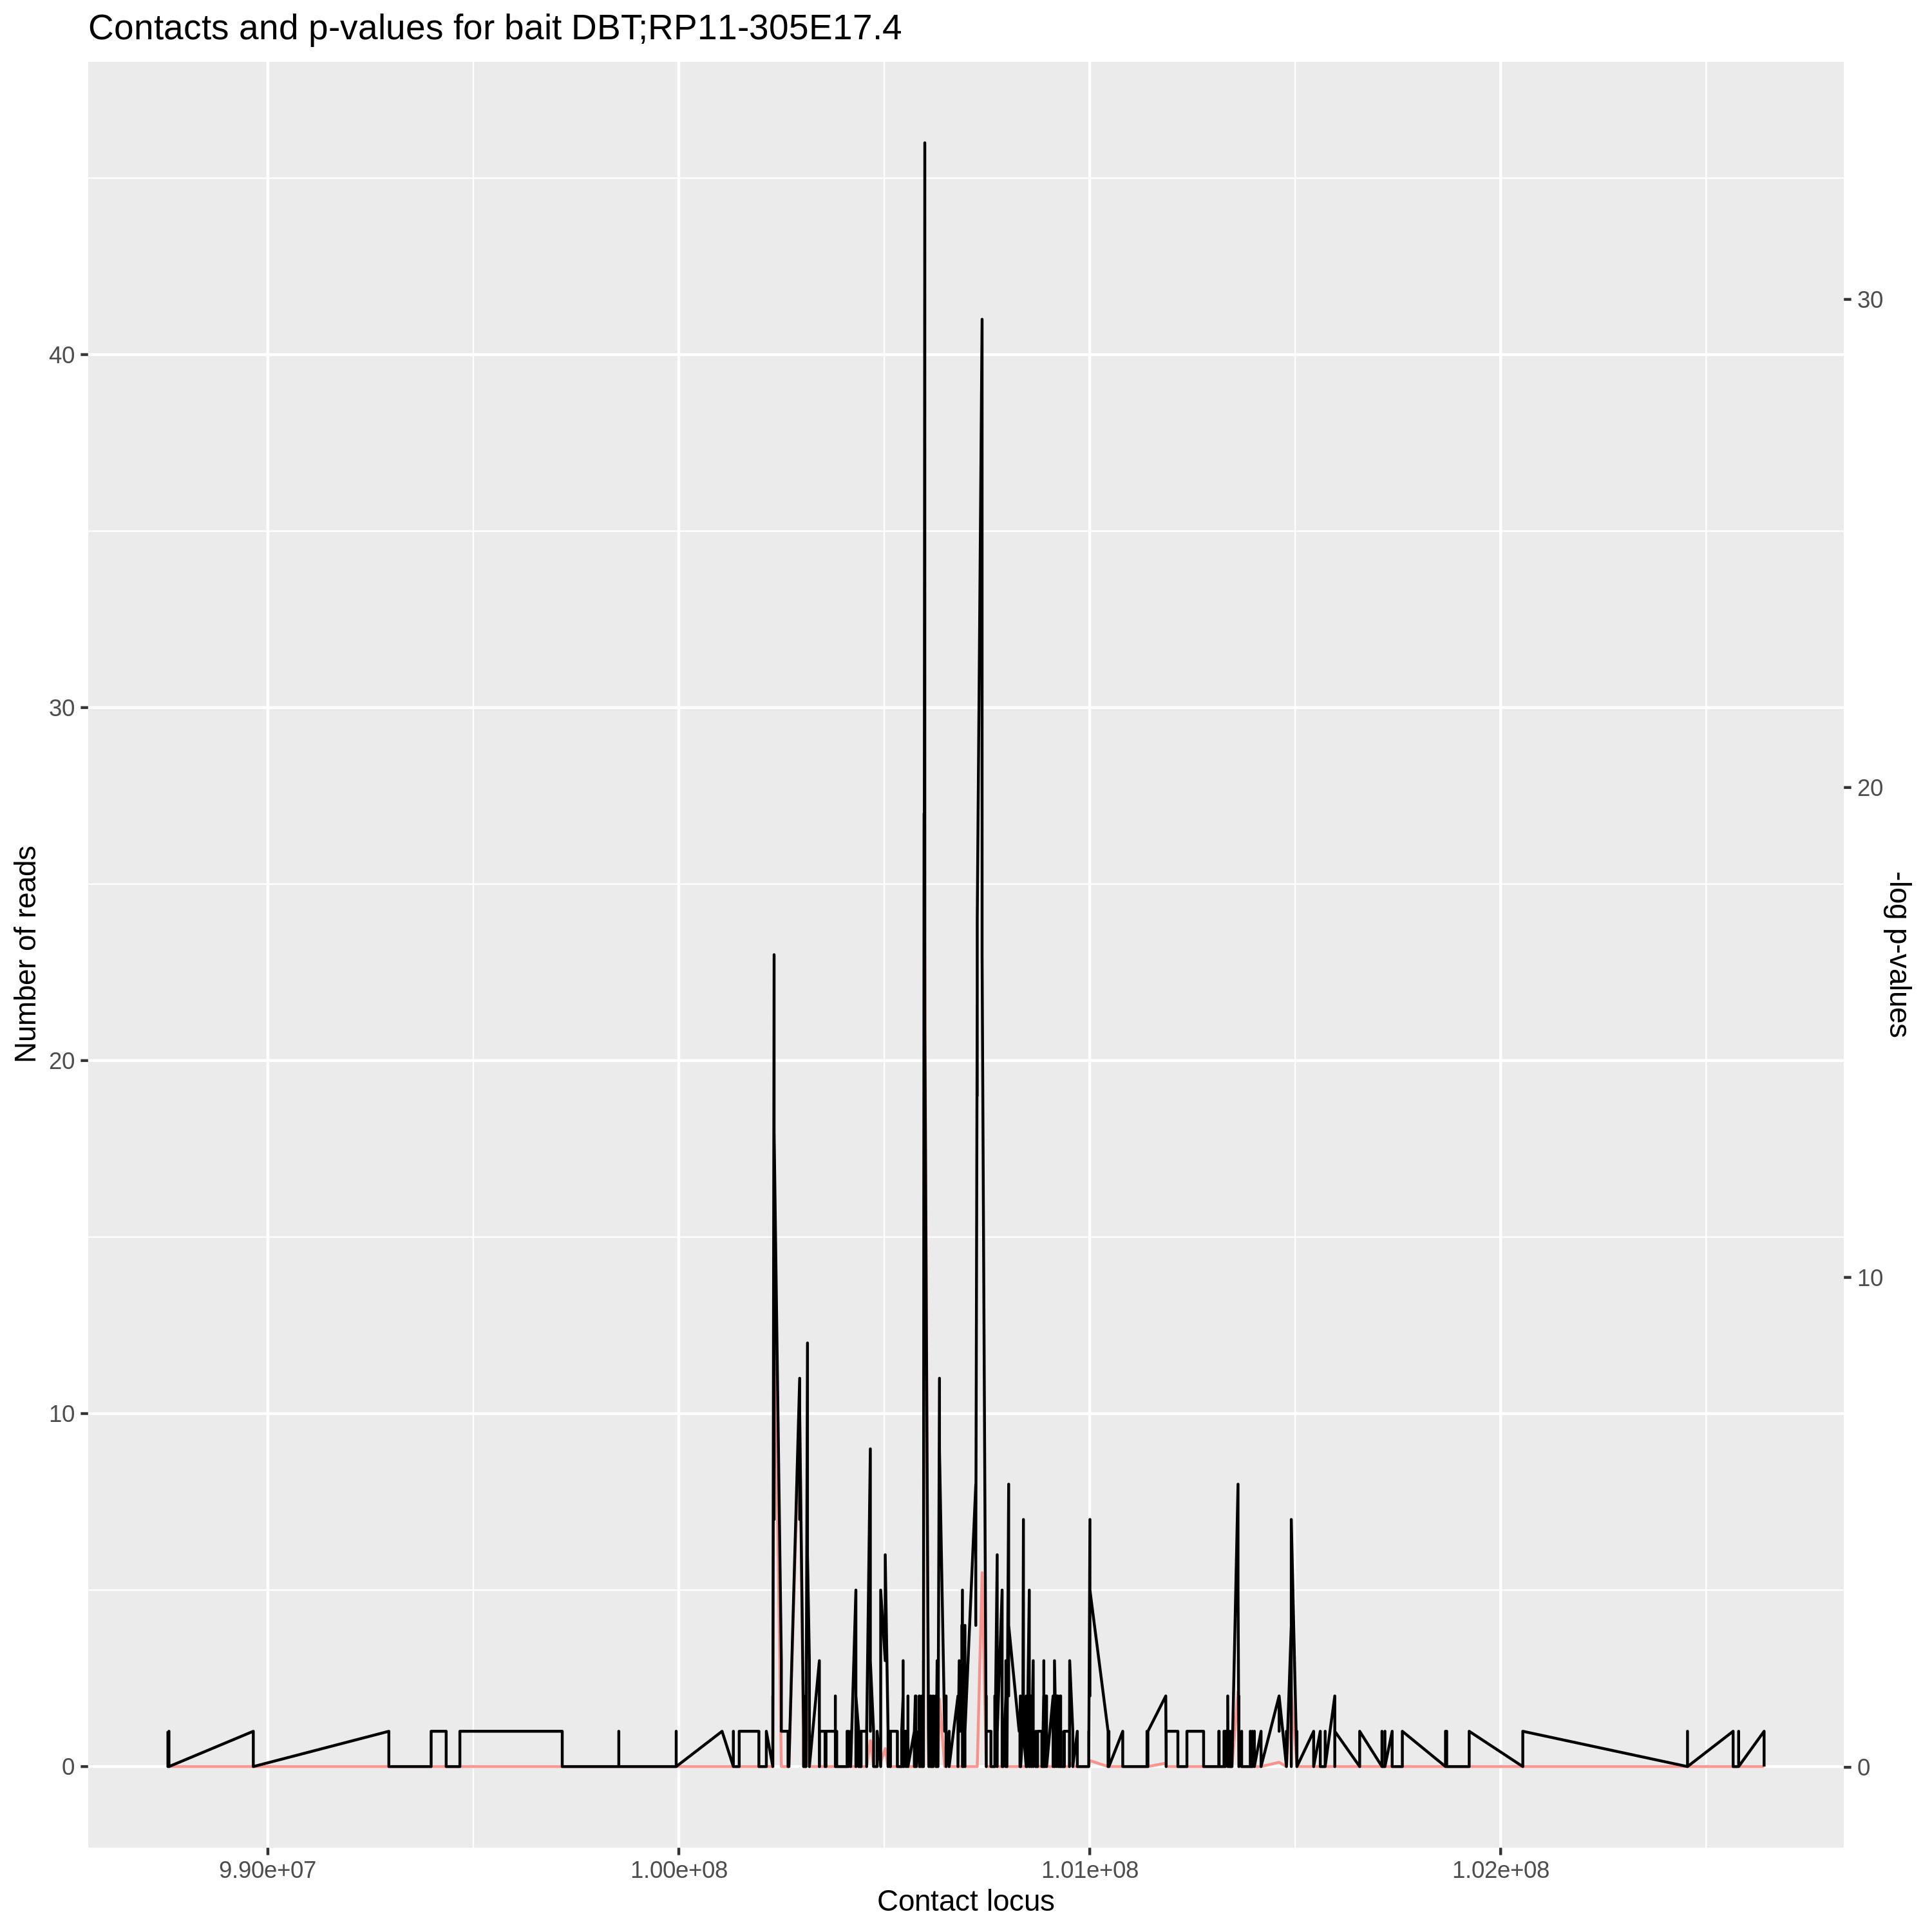 Contacts and p-values for bait DBT;RP11-305E17.4
Number of reads
40
30
20
10
0
30
20
10
0
-log p-values
9.90e+07 1.00e+08 1.01e+08 1.02e+08
Contact locus